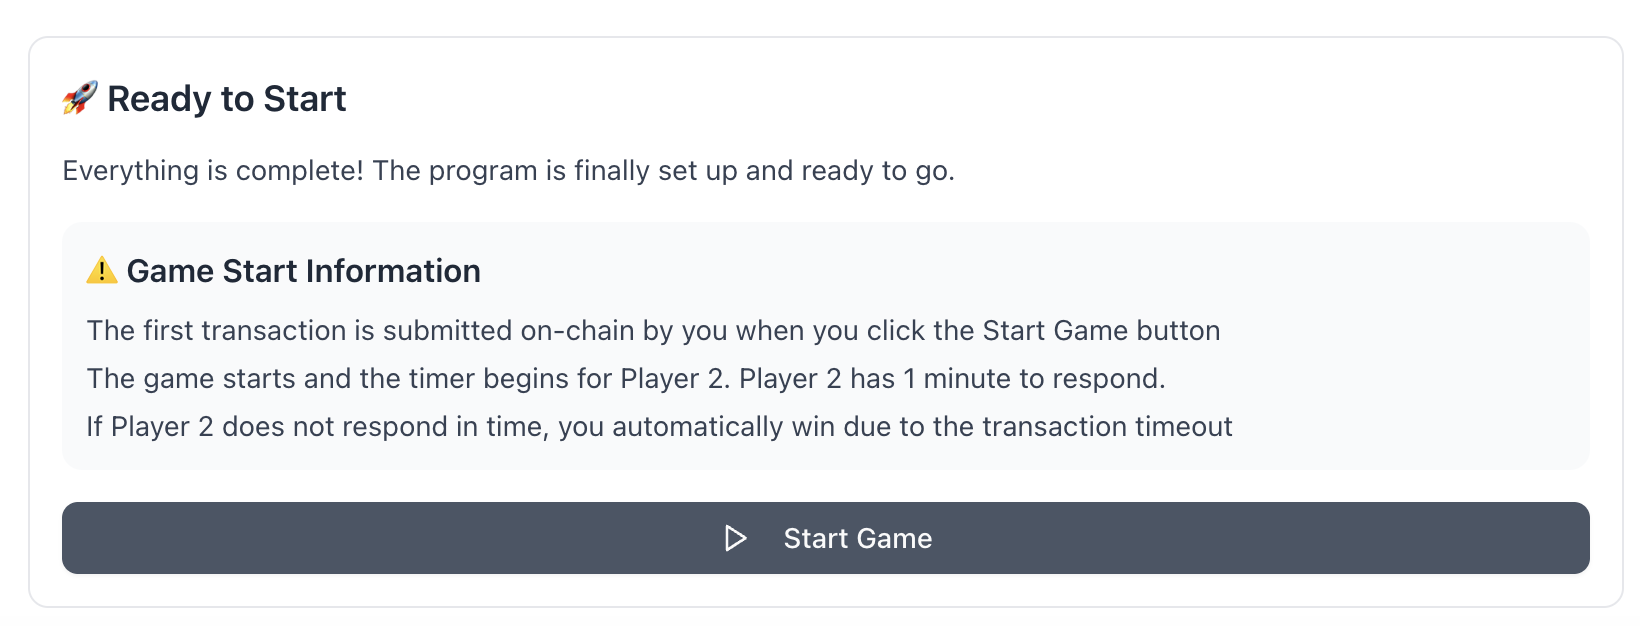 🚀 Ready to Start
Everything is complete! The program is finally set up and ready to go.
⚠️ Game Start Information
The first transaction is submitted on-chain by you when you click the Start Game button
The game starts and the timer begins for Player 2. Player 2 has 1 minute to respond.
If Player 2 does not respond in time, you automatically win due to the transaction timeout
Start Game